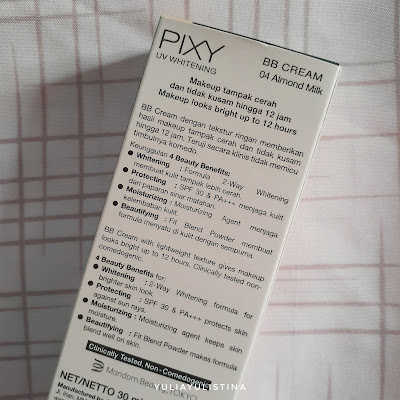 PIXY
UV WHITENING
BB CREAM
04 Almond Milk
Makeup tampak cerah
dan tidak kusam hingga 12 jam
Makeup looks bright up to 12 hours
BB Cream dengan tekstur ringan memberikan
hasil makeup tampak cerah dan tidak kusam
hingga 12 jam. Teruji secara klinis tidak memicu
timbulnya komedo.
Keunggulan 4 Beauty Benefits:
• Whitening : Formula 2-Way Whitening
membuat kulit tampak lebih cerah.
• Protecting : SPF 30 & PA+++ menjaga kulit
dari paparan sinar matahari.
• Moisturizing : Moisturizing Agent menjaga
kelembaban kulit.
• Beautifying : Fit Blend Powder membuat
formula menyatu di kulit dengan sempurna.
BB Cream with lightweight texture gives makeup
looks bright up to 12 hours. Clinically tested non-
comedogenic.
4 Beauty Benefits for:
• Whitening : 2-Way Whitening formula for
brighter skin look.
• Protecting : SPF 30 & PA+++ protects skin
against sun rays.
• Moisturizing : Moisturizing agent keeps skin
moisture.
• Beautifying : Fit Blend Powder makes formula
blend well on skin.
Clinically Tested, Non-Comedogenic
Mandom Beauty, TOKYO
NET/NETTO 30
Manufactured
YULIAYULISTINA